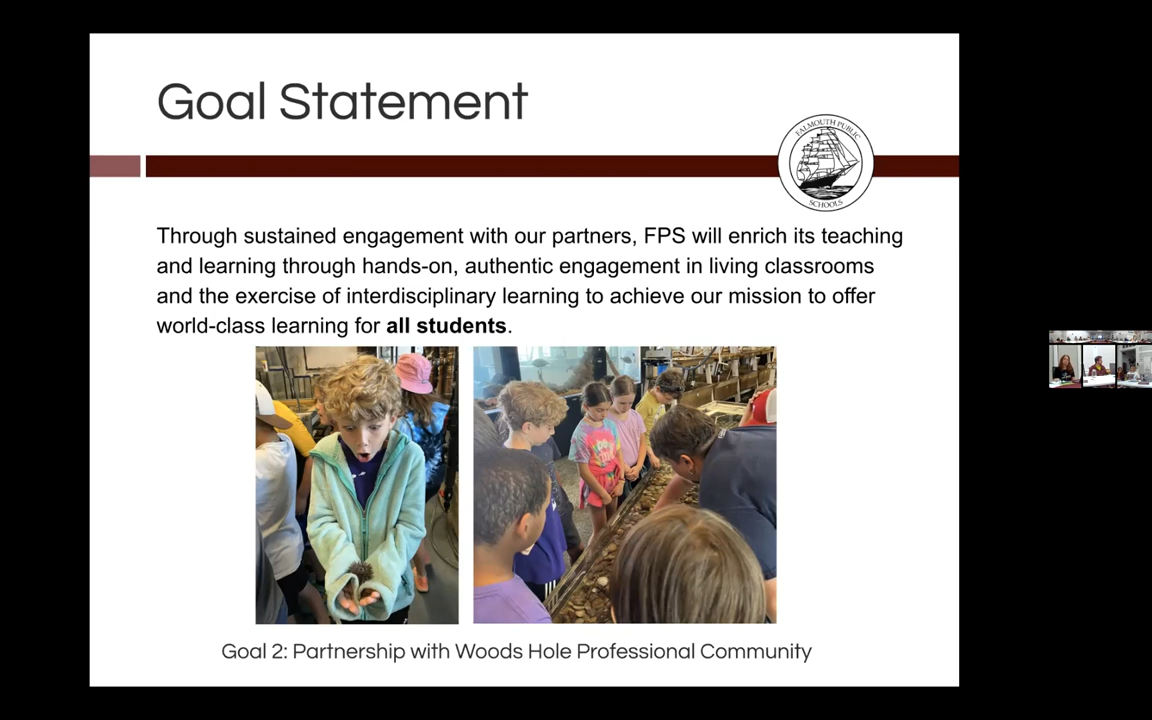 Goal Statement
FALMOUTH PUBLIC
SCHOOLS
Through sustained engagement with our partners, FPS will enrich its teaching
and learning through hands-on, authentic engagement in living classrooms
and the exercise of interdisciplinary learning to achieve our mission to offer
world-class learning for all students.
Goal 2: Partnership with Woods Hole Professional Community